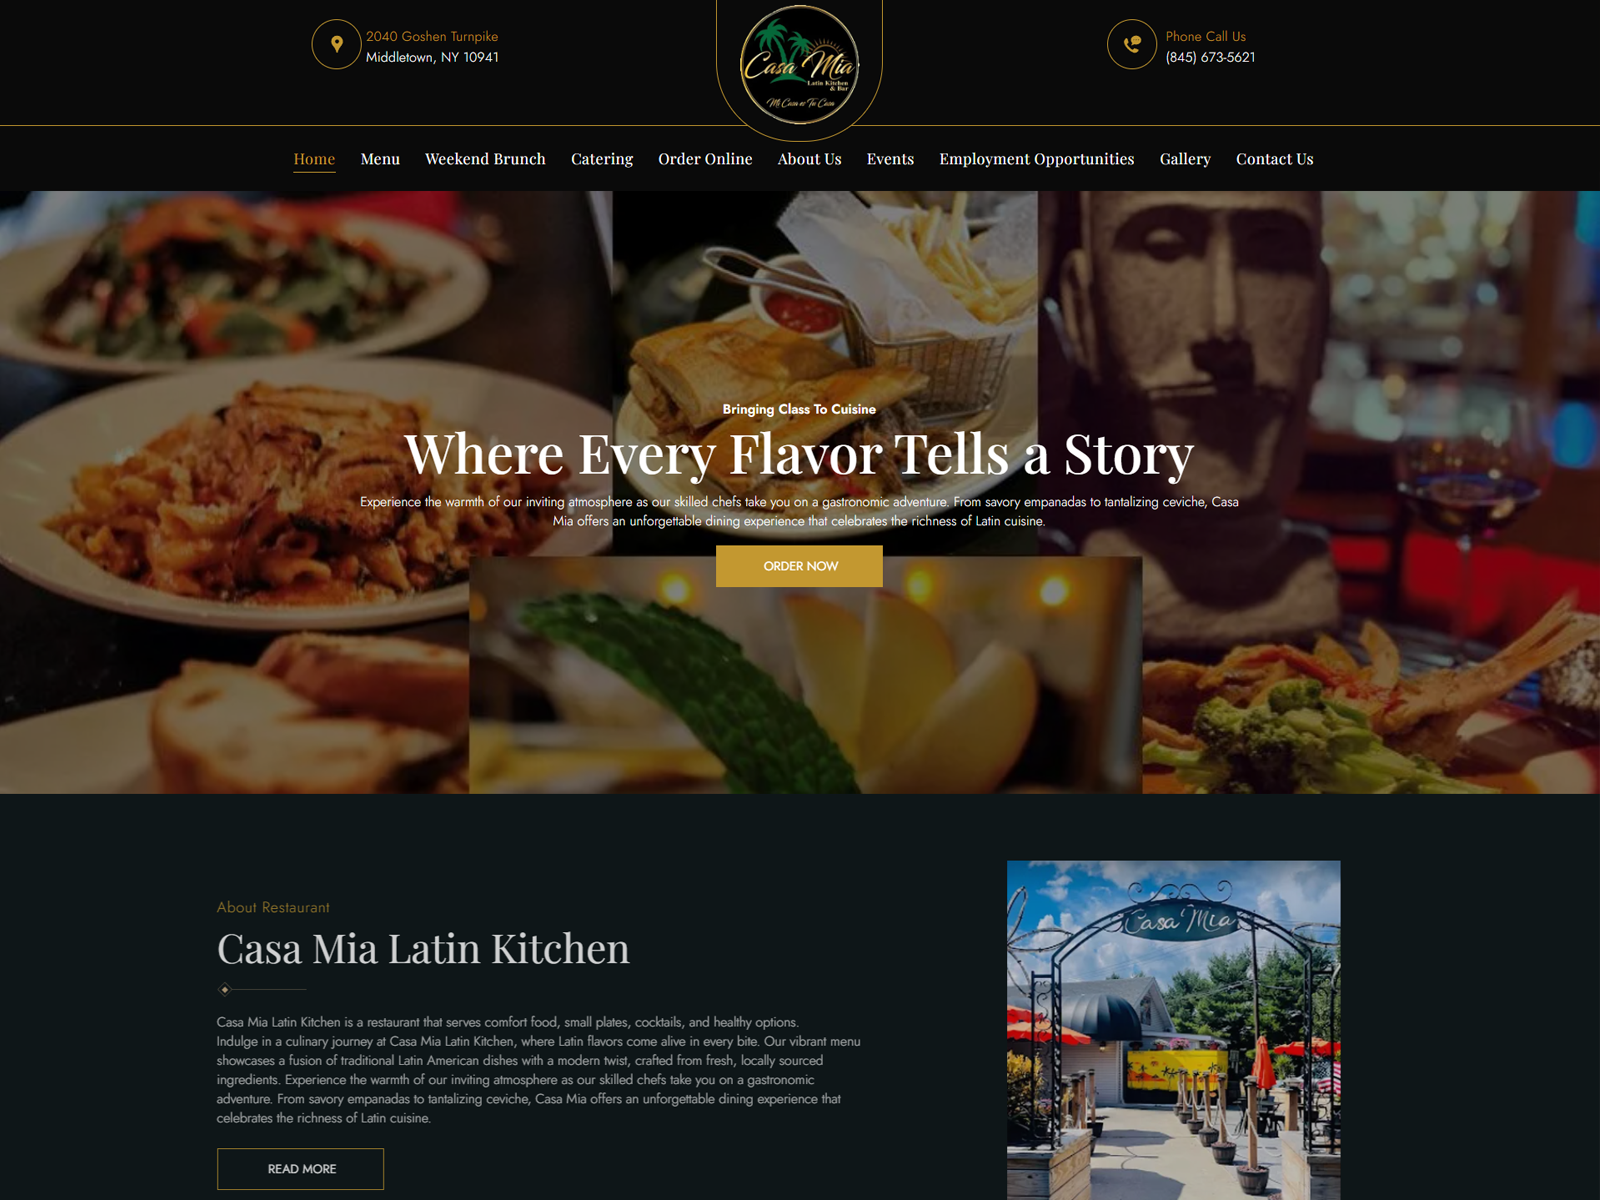 2040 Goshen Turnpike
Middletown, NY 10941
Casa Mia
Latin Kitchen
& Bar
Mi Casa es Tu Casa
Phone Call Us
(845) 673-5621
Home Menu Weekend Brunch Catering Order Online About Us Events Employment Opportunities Gallery Contact Us
Bringing Class To Cuisine
Where Every Flavor Tells a Story
Experience the warmth of our inviting atmosphere as our skilled chefs take you on a gastronomic adventure. From savory empanadas to tantalizing ceviche, Casa
Mia offers an unforgettable dining experience that celebrates the richness of Latin cuisine.
ORDER NOW
About Restaurant
Casa Mia Latin Kitchen
Casa Mia Latin Kitchen is a restaurant that serves comfort food, small plates, cocktails, and healthy options.
Indulge in a culinary journey at Casa Mia Latin Kitchen, where Latin flavors come alive in every bite. Our vibrant menu
showcases a fusion of traditional Latin American dishes with a modern twist, crafted from fresh, locally sourced
ingredients. Experience the warmth of our inviting atmosphere as our skilled chefs take you on a gastronomic
adventure. From savory empanadas to tantalizing ceviche, Casa Mia offers an unforgettable dining experience that
celebrates the richness of Latin cuisine.
READ MORE
Casa Mia